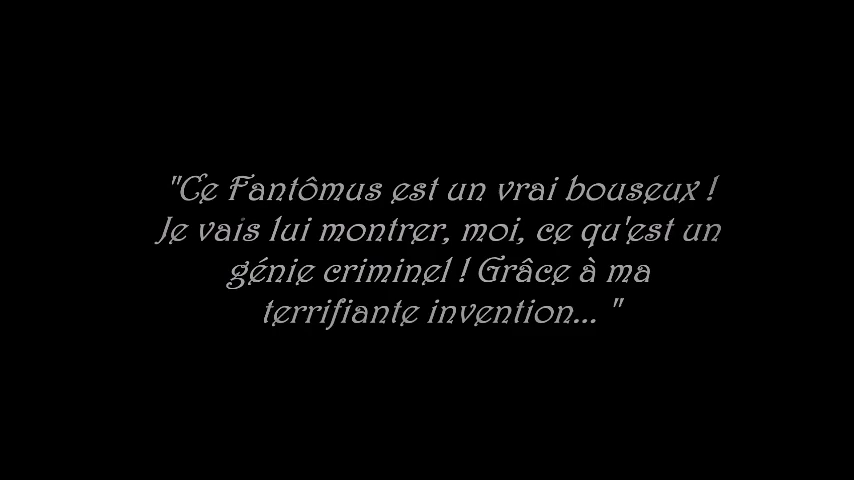 "Ce Fantômus est un vrai bouseux !
Je vais lui montrer, moi, ce qu'est un
génie criminel ! Grâce à ma
terrifiante invention... "